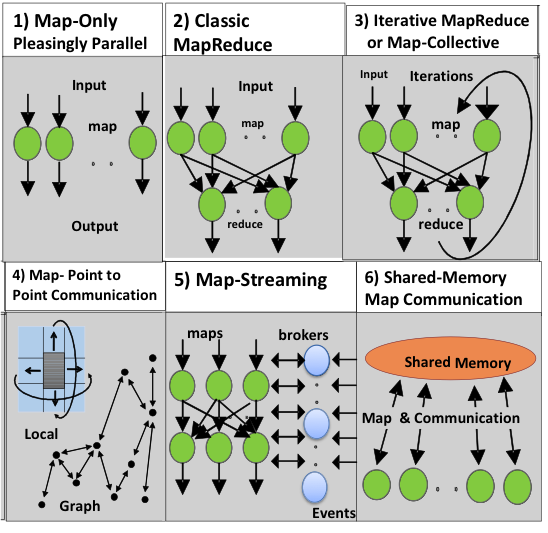 1) Map-Only
Pleasingly Parallel
Input
map
Output
2) Classic
MapReduce
Input
map
reduce
3) Iterative MapReduce
or Map-Collective
Input
Iterations
map
reduce
4) Map- Point to
Point Communication
Local
Graph
5) Map-Streaming
maps
brokers
Events
6) Shared-Memory
Map Communication
Shared Memory
Map & Communication